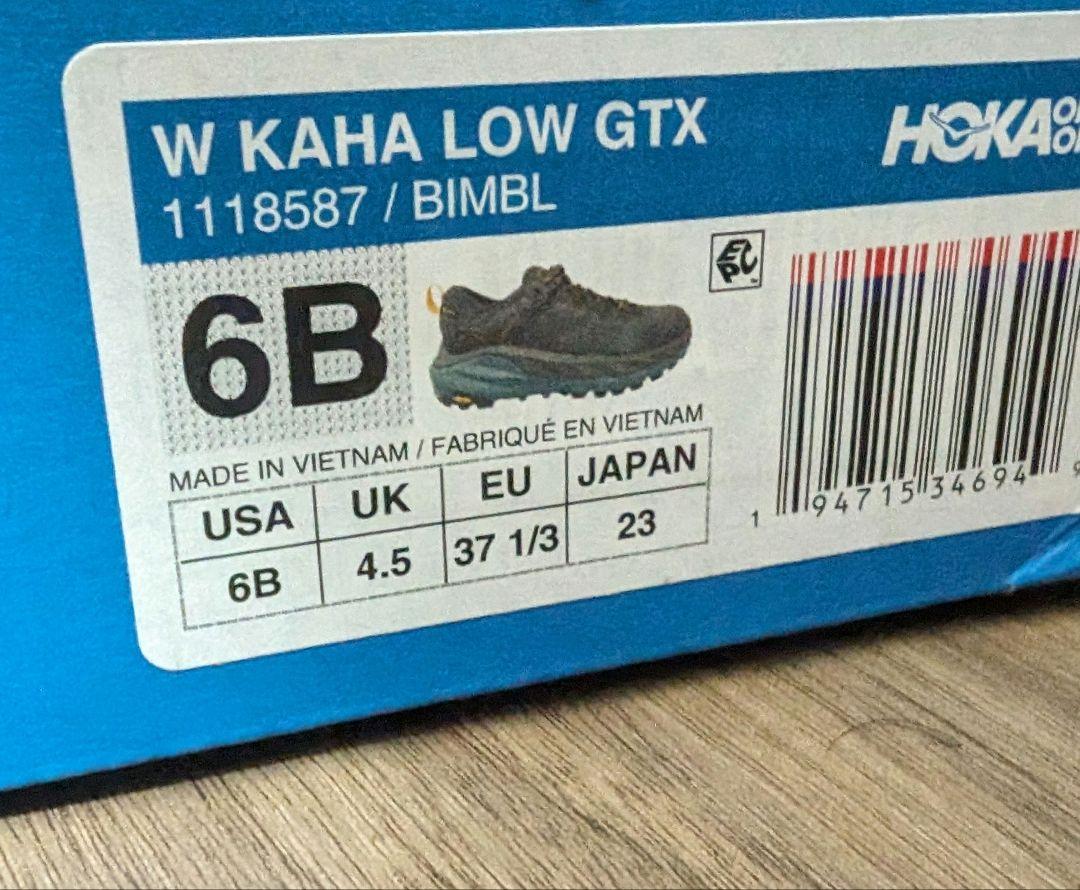 W KAHA LOW GTX
1118587 / BIMBL
HOKA
6B
EPC
MADE IN VIETNAM / FABRIQUÉ EN VIETNAM
USA UK EU JAPAN
6B 4.5 37 1/3 23
1 94715 34694